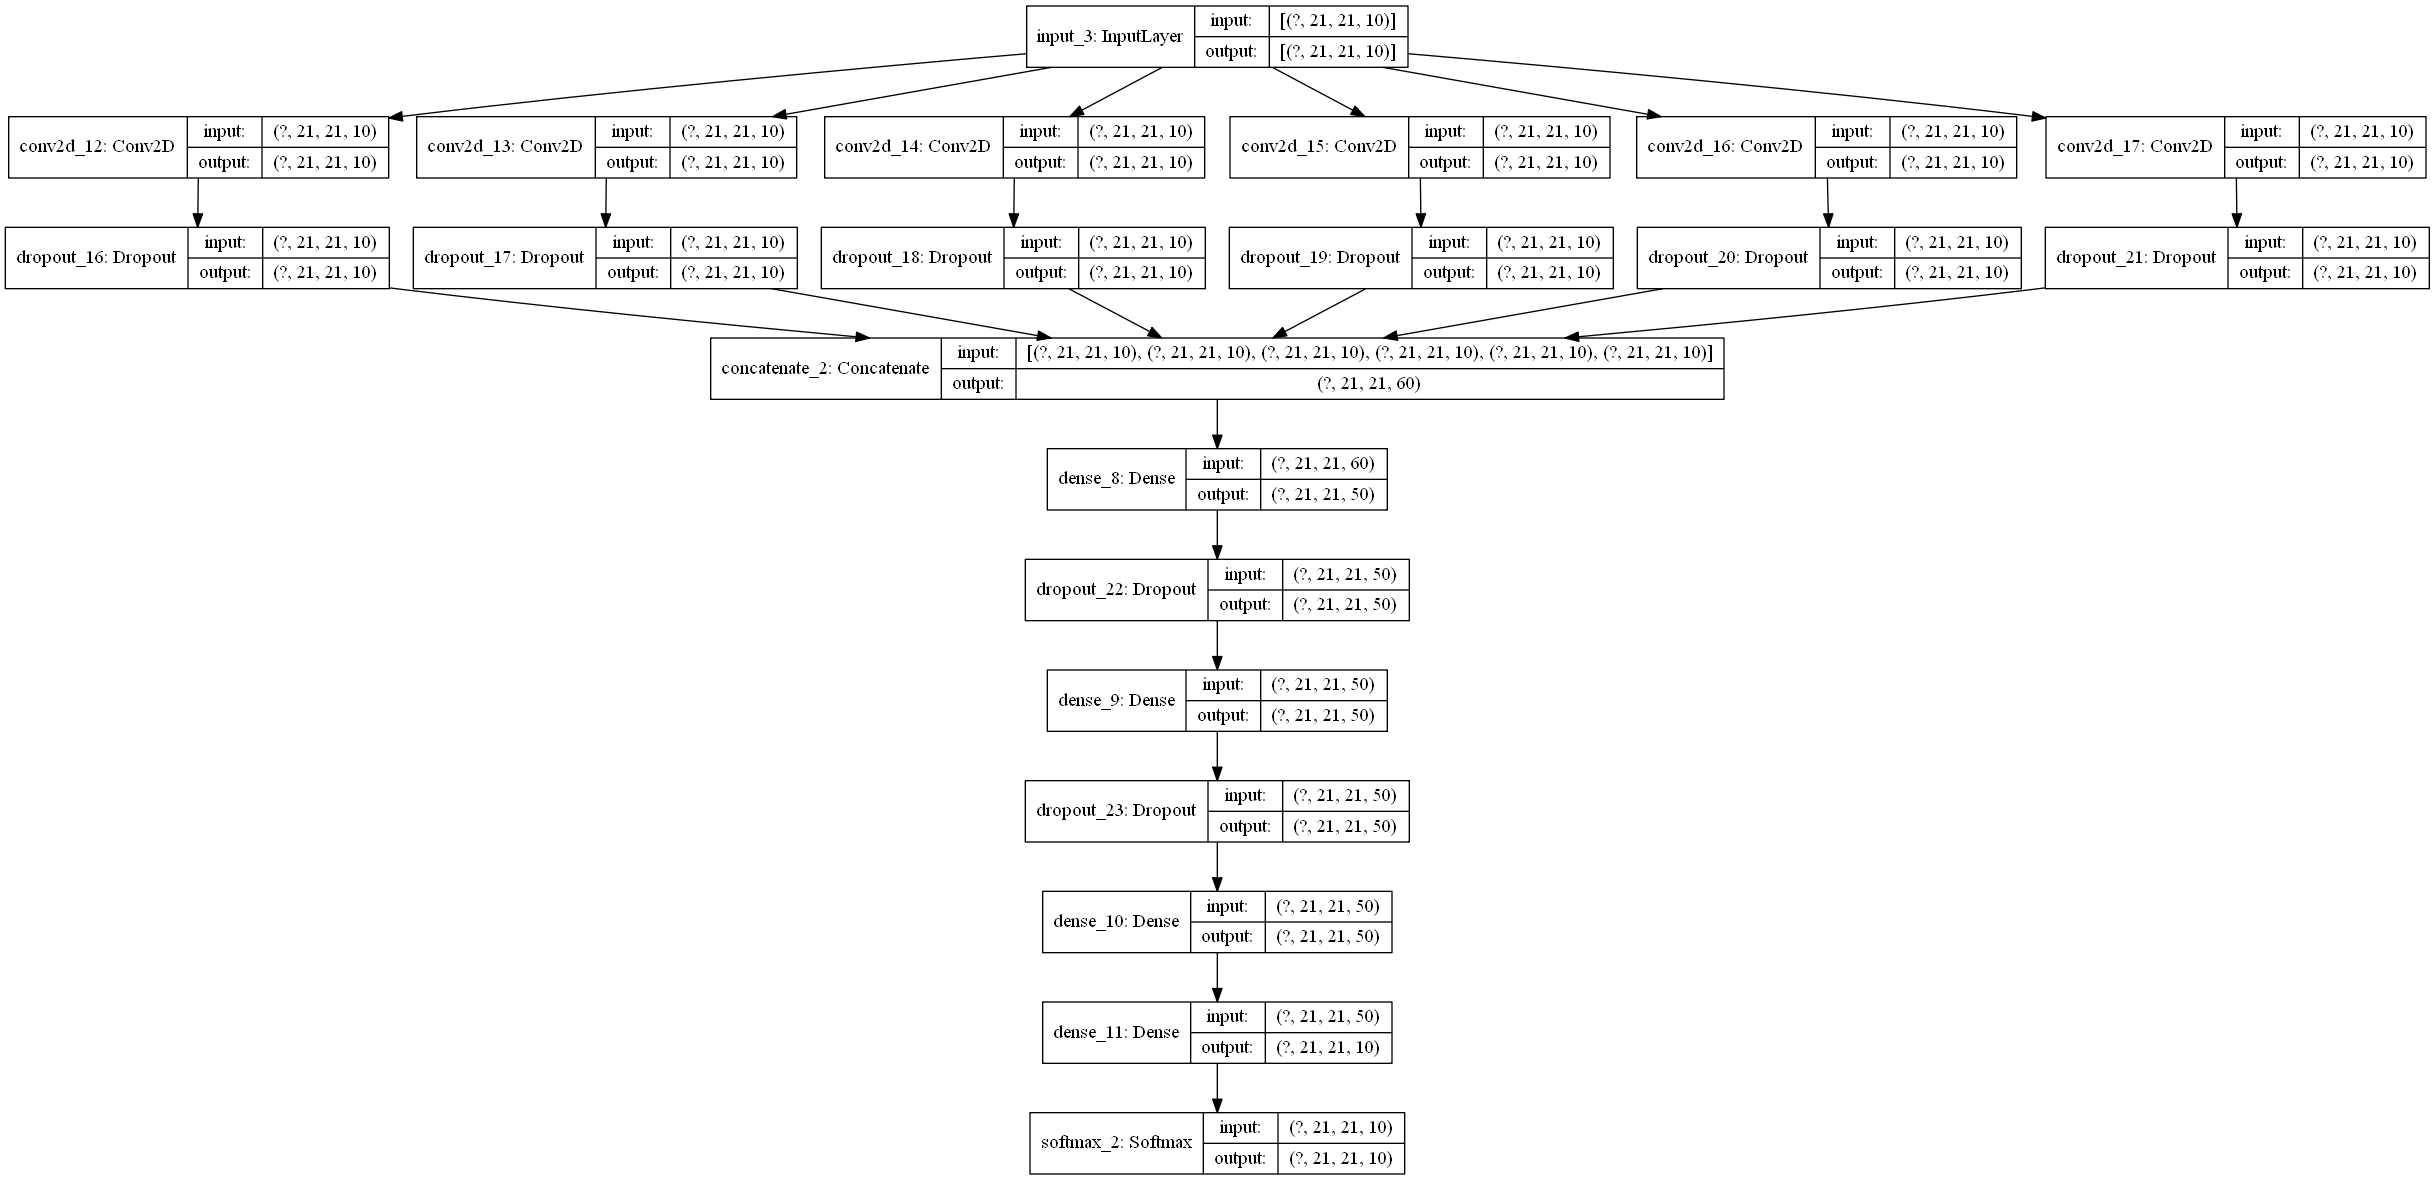 input_3: InputLayer
input: [(?, 21, 21, 10)]
output: [(?, 21, 21, 10)]
conv2d_12: Conv2D
input: (?, 21, 21, 10)
output: (?, 21, 21, 10)
conv2d_13: Conv2D
input: (?, 21, 21, 10)
output: (?, 21, 21, 10)
conv2d_14: Conv2D
input: (?, 21, 21, 10)
output: (?, 21, 21, 10)
conv2d_15: Conv2D
input: (?, 21, 21, 10)
output: (?, 21, 21, 10)
conv2d_16: Conv2D
input: (?, 21, 21, 10)
output: (?, 21, 21, 10)
conv2d_17: Conv2D
input: (?, 21, 21, 10)
output: (?, 21, 21, 10)
dropout_16: Dropout
input: (?, 21, 21, 10)
output: (?, 21, 21, 10)
dropout_17: Dropout
input: (?, 21, 21, 10)
output: (?, 21, 21, 10)
dropout_18: Dropout
input: (?, 21, 21, 10)
output: (?, 21, 21, 10)
dropout_19: Dropout
input: (?, 21, 21, 10)
output: (?, 21, 21, 10)
dropout_20: Dropout
input: (?, 21, 21, 10)
output: (?, 21, 21, 10)
dropout_21: Dropout
input: (?, 21, 21, 10)
output: (?, 21, 21, 10)
concatenate_2: Concatenate
input: [(?, 21, 21, 10), (?, 21, 21, 10), (?, 21, 21, 10), (?, 21, 21, 10), (?, 21, 21, 10), (?, 21, 21, 10)]
output: (?, 21, 21, 60)
dense_8: Dense
input: (?, 21, 21, 60)
output: (?, 21, 21, 50)
dropout_22: Dropout
input: (?, 21, 21, 50)
output: (?, 21, 21, 50)
dense_9: Dense
input: (?, 21, 21, 50)
output: (?, 21, 21, 50)
dropout_23: Dropout
input: (?, 21, 21, 50)
output: (?, 21, 21, 50)
dense_10: Dense
input: (?, 21, 21, 50)
output: (?, 21, 21, 50)
dense_11: Dense
input: (?, 21, 21, 50)
output: (?, 21, 21, 10)
softmax_2: Softmax
input: (?, 21, 21, 10)
output: (?, 21, 21, 10)